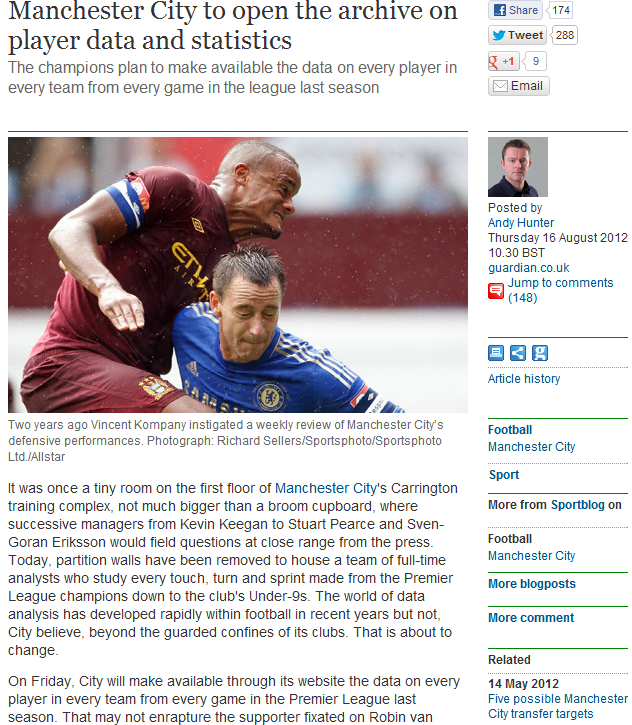 Manchester City to open the archive on
player data and statistics
The champions plan to make available the data on every player in
every team from every game in the league last season
ETI
AIRW
SAMSUNG
Two years ago Vincent Kompany instigated a weekly review of Manchester City's
defensive performances. Photograph: Richard Sellers/Sportsphoto/Sportsphoto
Ltd./Allstar
It was once a tiny room on the first floor of Manchester City's Carrington
training complex, not much bigger than a broom cupboard, where
successive managers from Kevin Keegan to Stuart Pearce and Sven-
Goran Eriksson would field questions at close range from the press.
Today, partition walls have been removed to house a team of full-time
analysts who study every touch, turn and sprint made from the Premier
League champions down to the club's Under-9s. The world of data
analysis has developed rapidly within football in recent years but not,
City believe, beyond the guarded confines of its clubs. That is about to
change.
On Friday, City will make available through its website the data on every
player in every team from every game in the Premier League last
season. That may not enrapture the supporter fixated on Robin van
Share 174
Tweet 288
+1 9
Email
Posted by
Andy Hunter
Thursday 16 August 2012
10.30 BST
guardian.co.uk
Jump to comments
(148)
Article history
Football
Manchester City
Sport
More from Sportblog on
Football
Manchester City
More blogposts
More comment
Related
14 May 2012
Five possible Manchester
City transfer targets